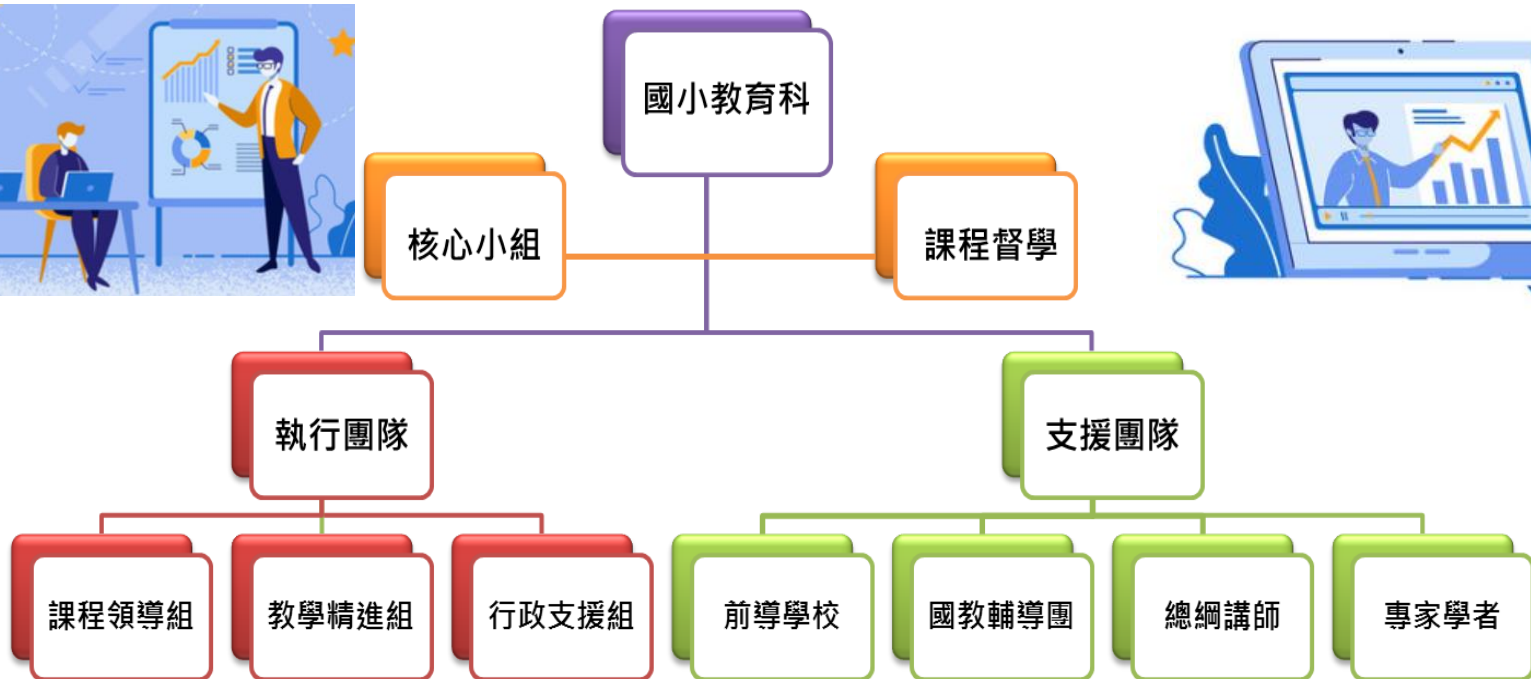 國小教育科
核心小組
課程督學
執行團隊
支援團隊
課程領導組
教學精進組
行政支援組
前導學校
國教輔導團
總綱講師
專家學者